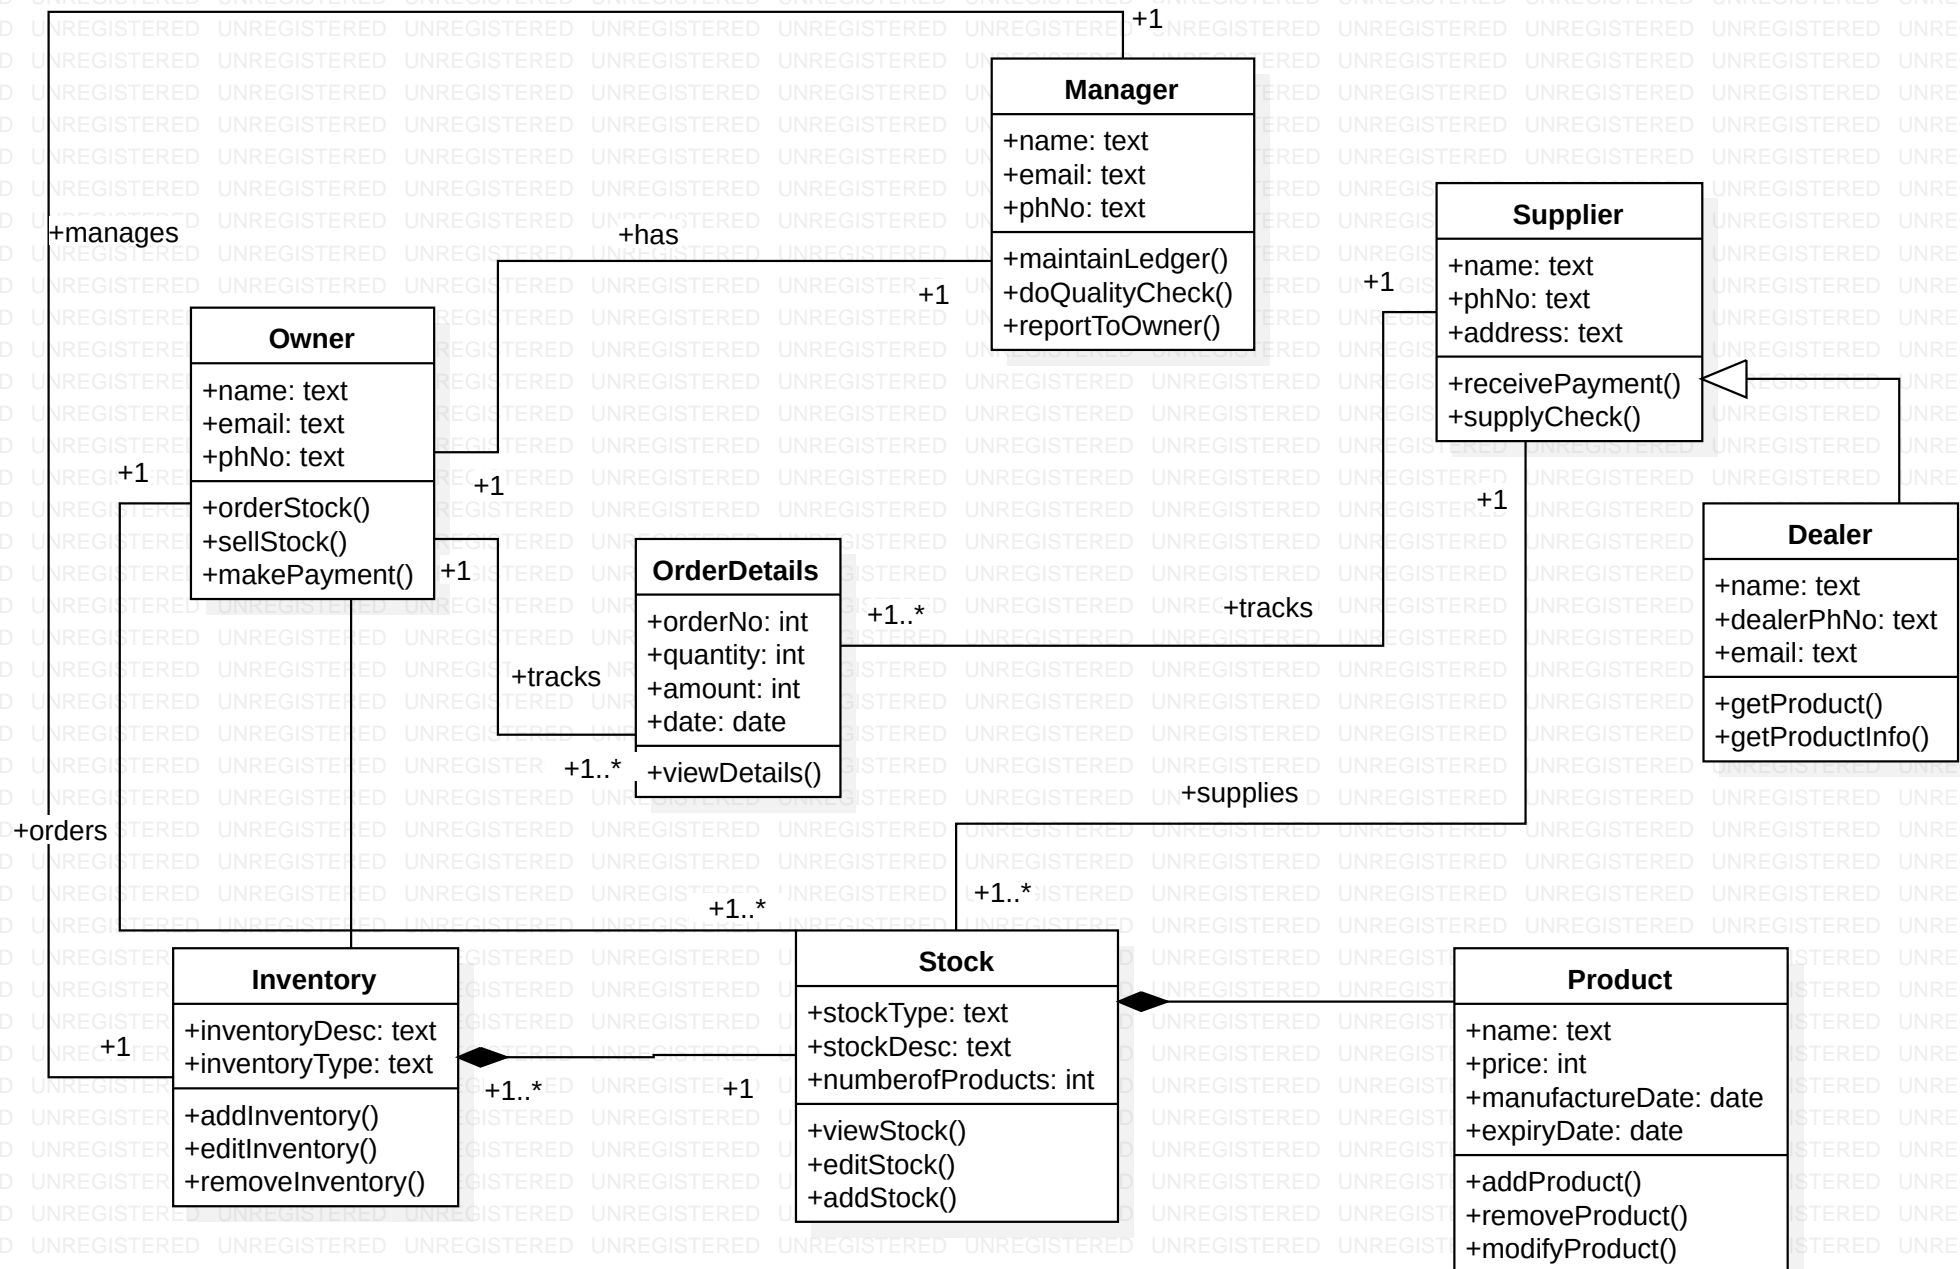 +1
Manager
+name: text
+email: text
+phNo: text
+maintainLedger()
+doQualityCheck()
+reportToOwner()
+manages
+has
+1
Supplier
+name: text
+phNo: text
+address: text
+receivePayment()
+supplyCheck()
+1
Owner
+name: text
+email: text
+phNo: text
+orderStock()
+sellStock()
+makePayment()
+1
+1
+1
+1
OrderDetails
+orderNo: int
+quantity: int
+amount: int
+date: date
+viewDetails()
+1..*
+tracks
+tracks
+1..*
Dealer
+name: text
+dealerPhNo: text
+email: text
+getProduct()
+getProductInfo()
+supplies
+orders
+1..*
+1..*
Inventory
+inventoryDesc: text
+inventoryType: text
+addInventory()
+editInventory()
+removeInventory()
+1
+1..*
+1
Stock
+stockType: text
+stockDesc: text
+numberofProducts: int
+viewStock()
+editStock()
+addStock()
Product
+name: text
+price: int
+manufactureDate: date
+expiryDate: date
+addProduct()
+removeProduct()
+modifyProduct()
UNREGISTERED